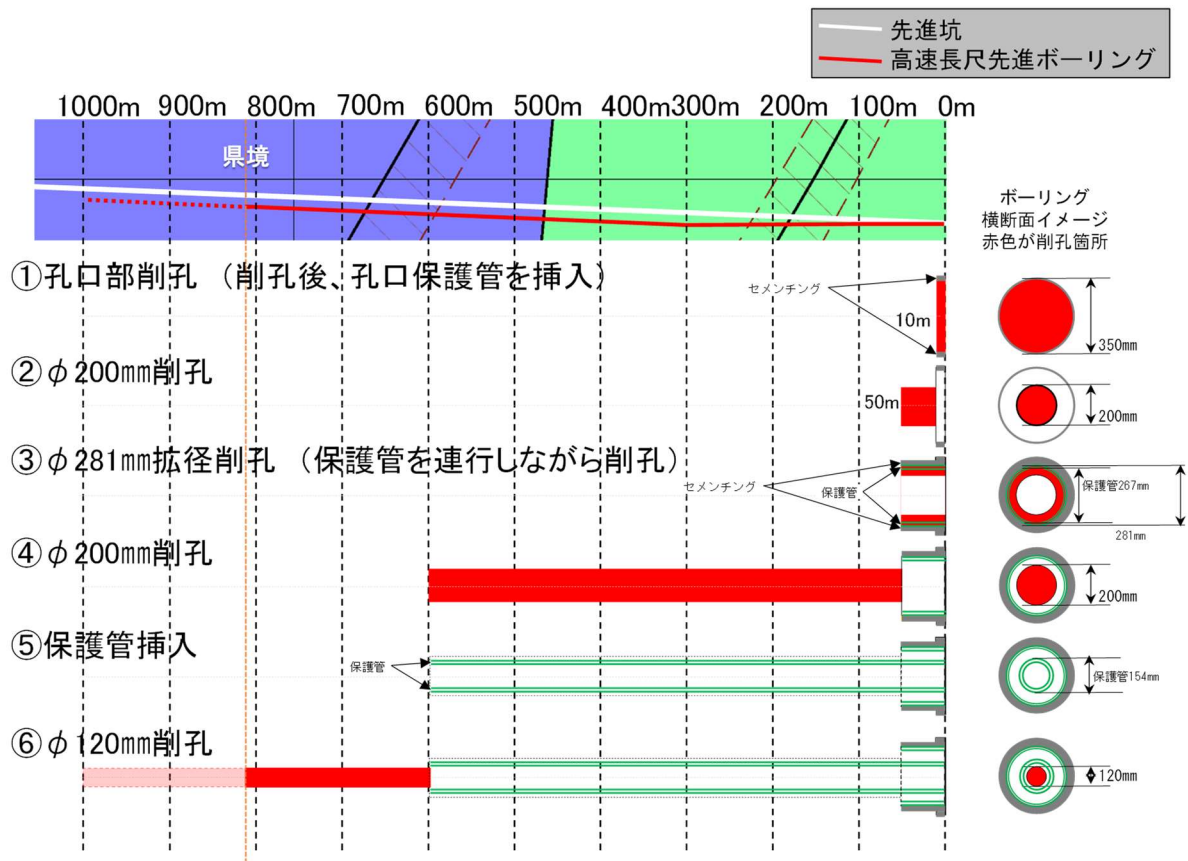 先進坑
高速長尺先進ボーリング
1000m 900m 800m 700m 600m 500m 400m 300m 200m 100m 0m
県境
ボーリング
横断面イメージ
赤色が削孔箇所
①孔口部削孔 (削孔後、孔口保護管を挿入)
セメンチング
10m
350mm
②φ200㎜削孔
50m
200mm
③φ281mm拡径削孔 (保護管を連行しながら削孔)
セメンチング
保護管
保護管267mm
281mm
④φ200㎜削孔
200mm
⑤保護管挿入
保護管
保護管154mm
⑥φ120㎜削孔
120mm